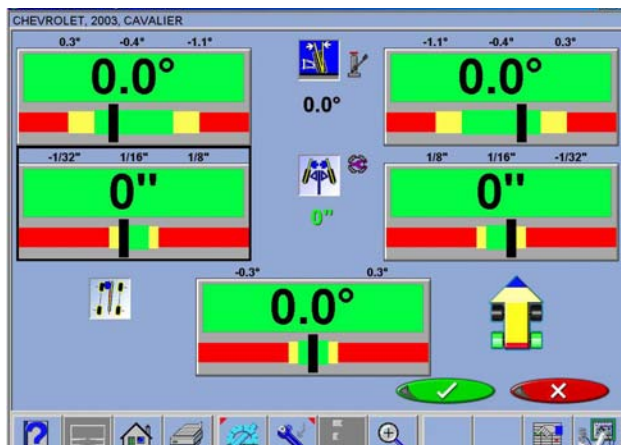 CHEVROLET, 2003, CAVALIER
0.3° -0.4° -1.1°
0.0°
-1.1° -0.4° 0.3°
0.0°
0.0°
-1/32" 1/16" 1/8"
0"
0"
1/8" 1/16" -1/32"
0"
-0.3° 0.3°
0.0°
?